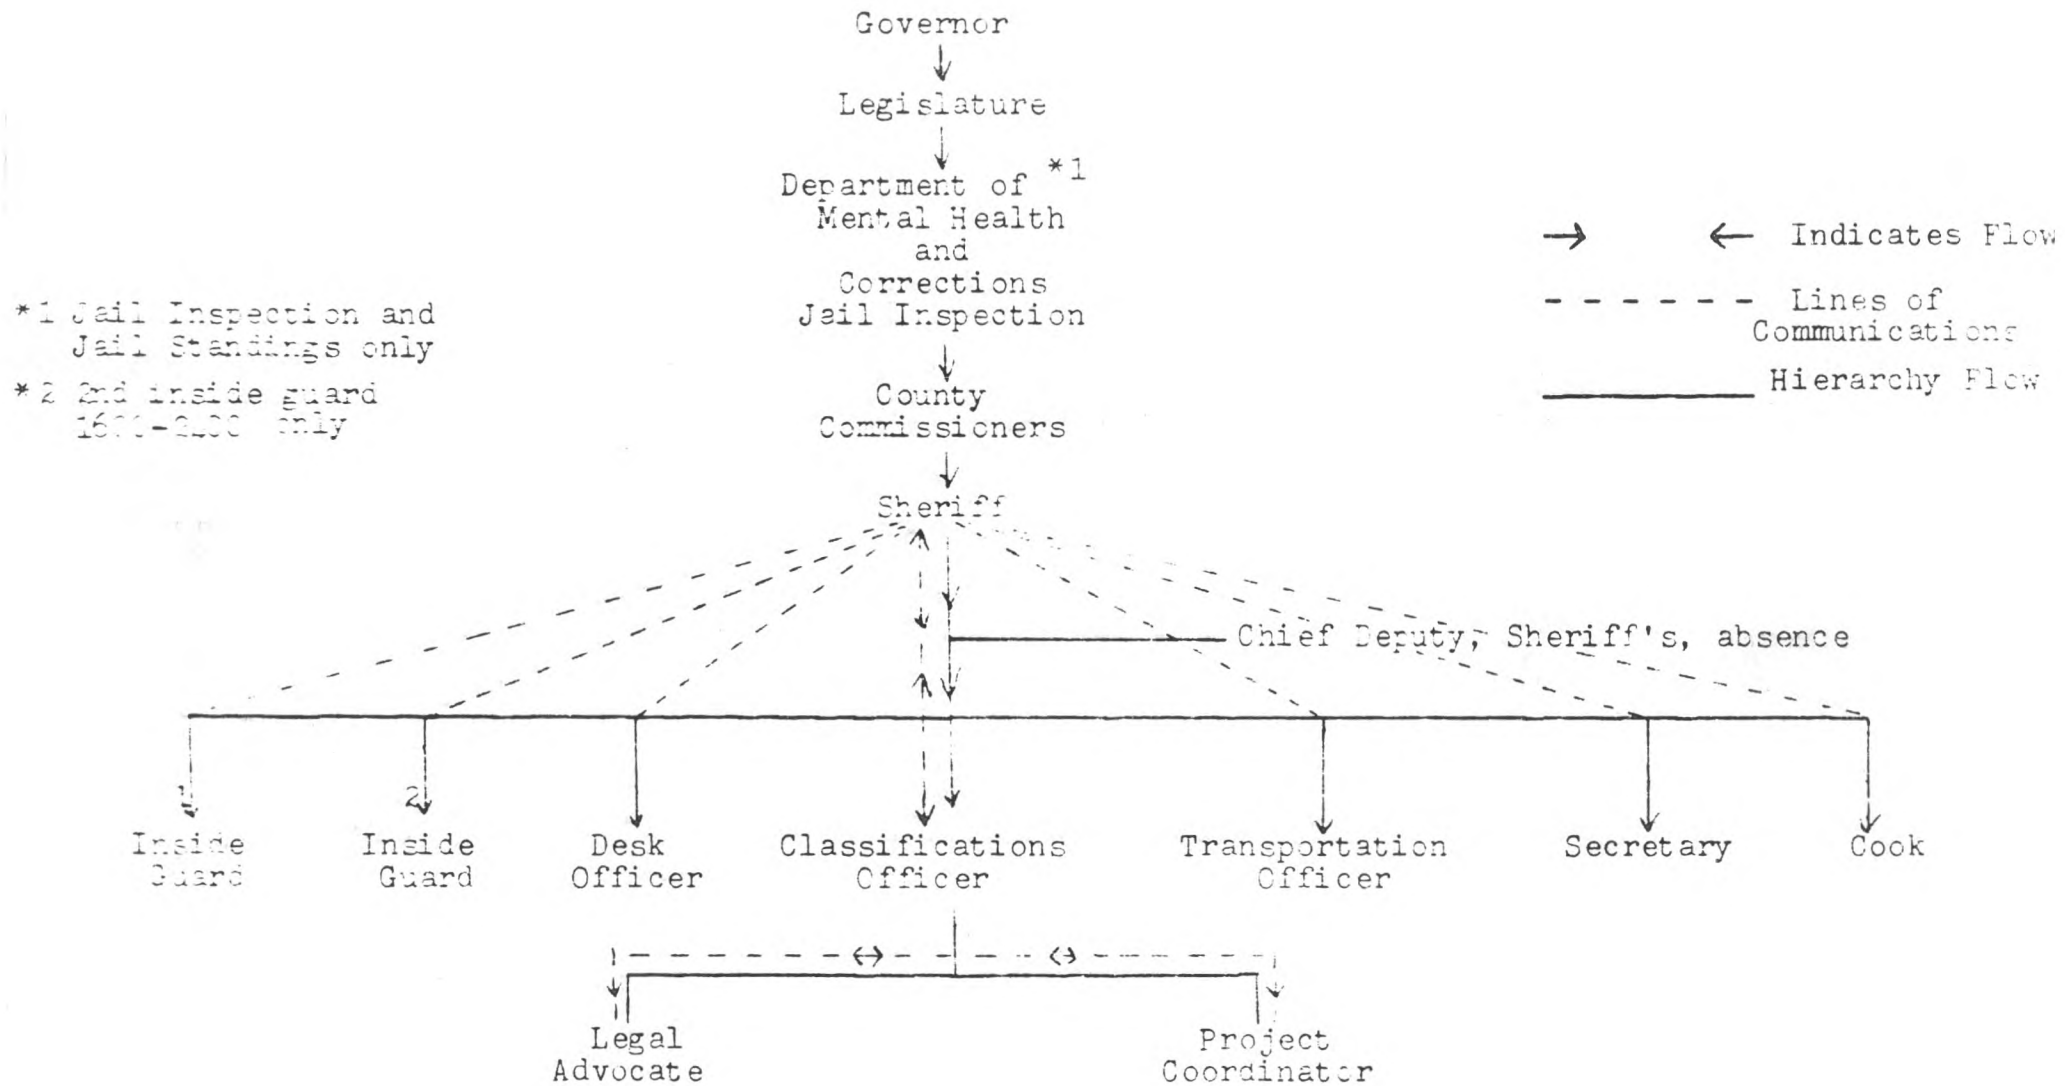 Governor
Legislature
Department of *1
Mental Health
and
Corrections
Jail Inspection
County
Commissioners
Sheriff
*1 Jail Inspection and
Jail Standings only
*2 2nd inside guard
only
Indicates Flow
Lines of
Communications
Hierarchy Flow
Chief Deputy, Sheriff's, absence
1
2
Inside
Guard
Inside
Guard
Desk
Officer
Classifications
Officer
Transportation
Officer
Secretary
Cook
Legal
Advocate
Project
Coordinator